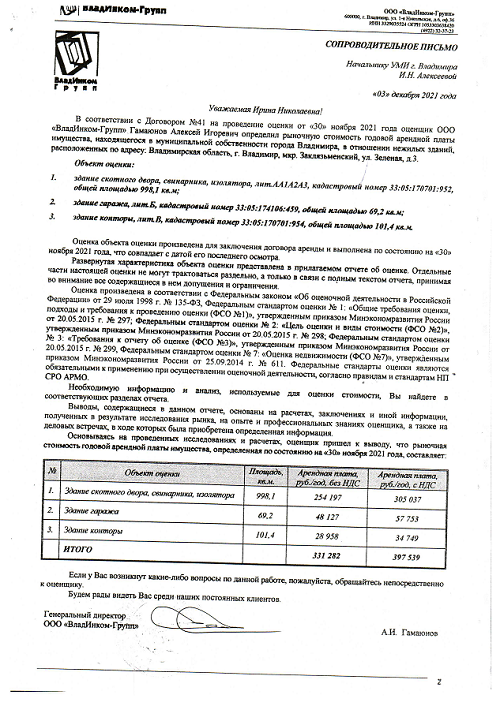 ВладИнком-Групп
ООО «ВладИнком-Групп»
600000, г. Владимир, ул. 1-я Никольская, д.6, оф.36
(4922) 32-37-23
СОПРОВОДИТЕЛЬНОЕ ПИСЬМО
ВладИнком
Групп
Начальнику УМИ г. Владимира
И.Н. Алексеевой
«03» декабря 2021 года
Уважаемая Ирина Николаевна!
В соответствии с Договором №41 на проведение оценки от «30» ноября 2021 года оценщик ООО
«ВладИнком-Групп» Гамаюнов Алексей Игоревич определил рыночную стоимость годовой арендной платы
имущества, находящегося в муниципальной собственности города Владимира, в отношении нежилых зданий,
расположенных по адресу: Владимирская область, г. Владимир, мкр. Заклязьменский, ул. Зеленая, д.3.
Объект оценки:
1. здание скотного двора, свинарника, изолятора, лит.АА1А2А3, кадастровый номер 33:05:170701:952,
общей площадью 998,1 кв.м;
2. здание гаража, лит.Б, кадастровый номер 33:05:174106:459, общей площадью 69,2 кв.м;
3. здание конторы, лит.В, кадастровый номер 33:05:170701:954, общей площадью 101,4 кв.м.
Оценка объекта оценки произведена для заключения договора аренды и выполнена по состоянию на «30»
ноября 2021 года, что совпадает с датой его последнего осмотра.
Развернутая характеристика объекта оценки представлена в прилагаемом отчете об оценке. Отдельные
части настоящей оценки не могут трактоваться раздельно, а только в связи с полным текстом отчета, принимая
во внимание все содержащиеся в нем допущения и ограничения.
Оценка произведена в соответствии с Федеральным законом «Об оценочной деятельности в Российской
Федерации» от 29 июля 1998 г. № 135-ФЗ, Федеральным стандартом оценки № 1: «Общие требования оценки,
подходы и требования к проведению оценки (ФСО №1)», утвержденным приказом Минэкономразвития России
от 20.05.2015 г. № 297; Федеральным стандартом оценки № 2: «Цель оценки и виды стоимости (ФСО №2)»,
утвержденным приказом Минэкономразвития России от 20.05.2015 г. № 298; Федеральным стандартом оценки
№ 3: «Требования к отчету об оценке (ФСО №3)», утвержденным приказом Минэкономразвития России от
20.05.2015 г. № 299, Федеральным стандартом оценки № 7: «Оценка недвижимости (ФСО №7)», утвержденным
приказом Минэкономразвития России от 25.09.2014 г. № 611. Федеральные стандарты оценки являются
обязательными к применению при осуществлении оценочной деятельности, согласно правилам и стандартам НП
СРО АРМО.
Необходимую информацию и анализ, используемые для оценки стоимости, Вы найдете в
соответствующих разделах отчета.
Выводы, содержащиеся в данном отчете, основаны на расчетах, заключениях и иной информации,
полученных в результате исследования рынка, на опыте и профессиональных знаниях оценщика, а также на
деловых встречах, в ходе которых была приобретена определенная информация.
Основываясь на проведенных исследованиях и расчетах, оценщик пришел к выводу, что рыночная
стоимость годовой арендной платы имущества, определенная по состоянию на «30» ноября 2021 года, составляет:
№ Объект оценки Площадь, кв.м. Арендная плата, руб./год, без НДС Арендная плата, руб./год, с НДС
1. Здание скотного двора, свинарника, изолятора 998,1 254 197 305 037
2. Здание гаража 69,2 48 127 57 753
3. Здание конторы 101,4 28 958 34 749
ИТОГО 331 282 397 539
Если у Вас возникнут какие-либо вопросы по данной работе, пожалуйста, обращайтесь непосредственно
к оценщику.
Будем рады видеть Вас среди наших постоянных клиентов.
Генеральный директор
ООО «ВладИнком-Групп»
А.И. Гамаюнов
2